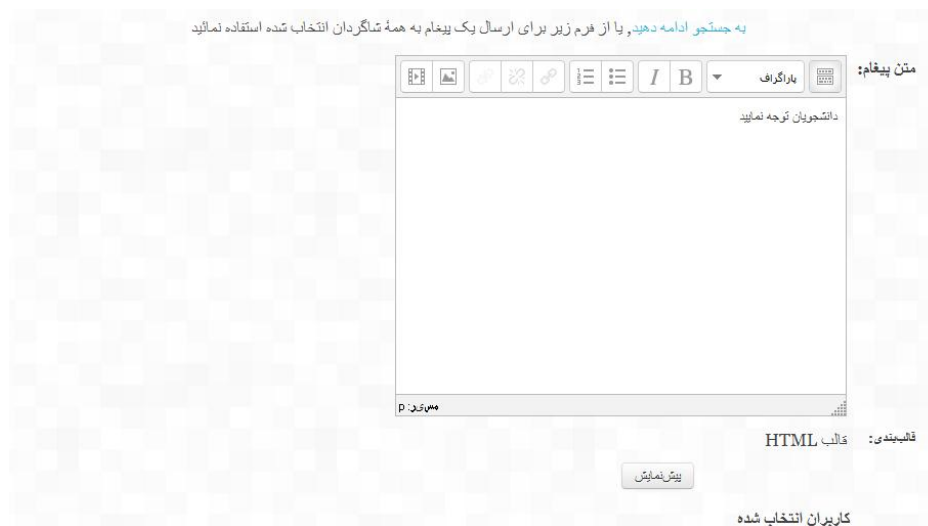 به جستجو ادامه دهید, یا از فرم زیر برای ارسال یک پیغام به همهٔ شاگردان انتخاب شده استفاده نمائید
متن پیغام:
پاراگراف B I
دانشجویان توجه نمایید
مسیر: p
قالب‌بندی: قالب HTML
پیش‌نمایش
کاربران انتخاب شده